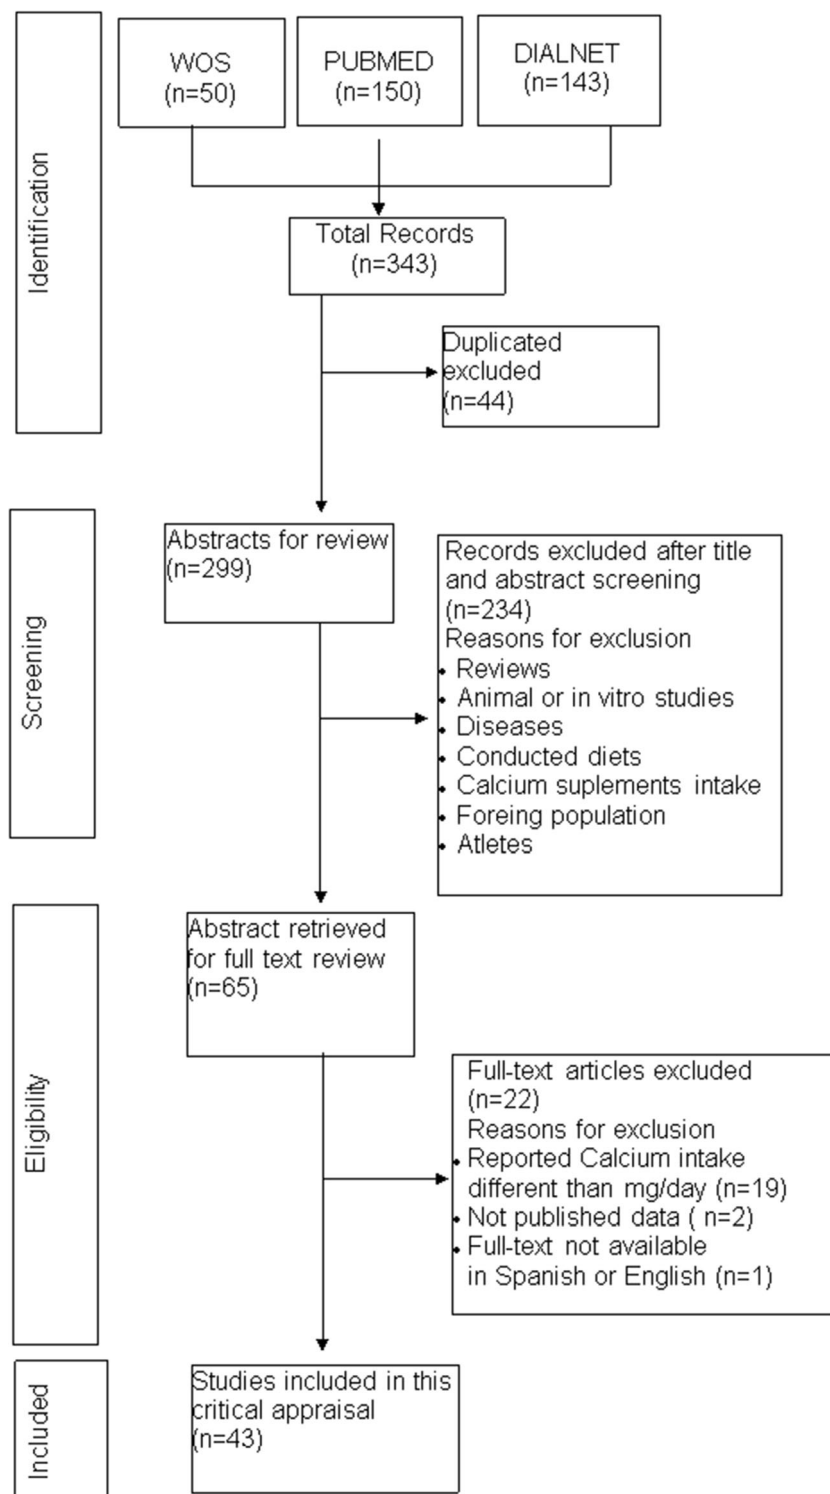 Identification
WOS
(n=50)
PUBMED
(n=150)
DIALNET
(n=143)
Total Records
(n=343)
Duplicated
excluded
(n=44)
Screening
Abstracts for review
(n=299)
Records excluded after title
and abstract screening
(n=234)
Reasons for exclusion
• Reviews
• Animal or in vitro studies
• Diseases
• Conducted diets
• Calcium suplements intake
• Foreing population
• Atletes
Eligibility
Abstract retrieved
for full text review
(n=65)
Full-text articles excluded
(n=22)
Reasons for exclusion
• Reported Calcium intake
different than mg/day (n=19)
• Not published data ( n=2)
• Full-text not available
in Spanish or English (n=1)
Included
Studies included in this
critical appraisal
(n=43)